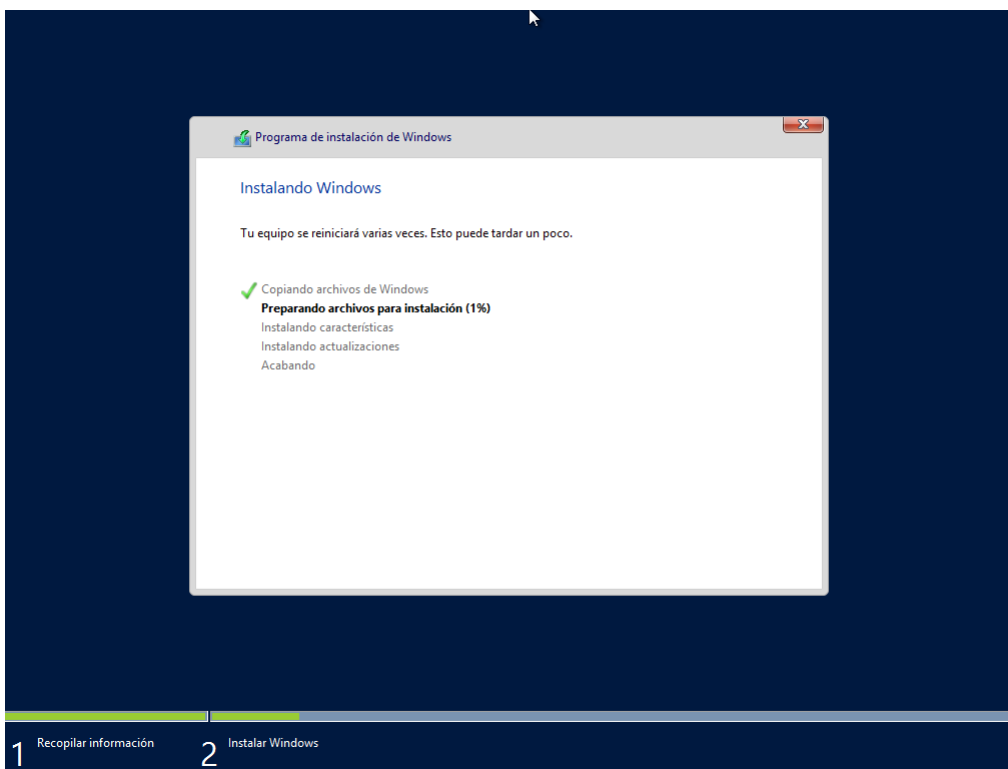 Programa de instalación de Windows
Instalando Windows
Tu equipo se reiniciará varias veces. Esto puede tardar un poco.
Copiando archivos de Windows
Preparando archivos para instalación (1%)
Instalando características
Instalando actualizaciones
Acabando
1 Recopilar información 2 Instalar Windows